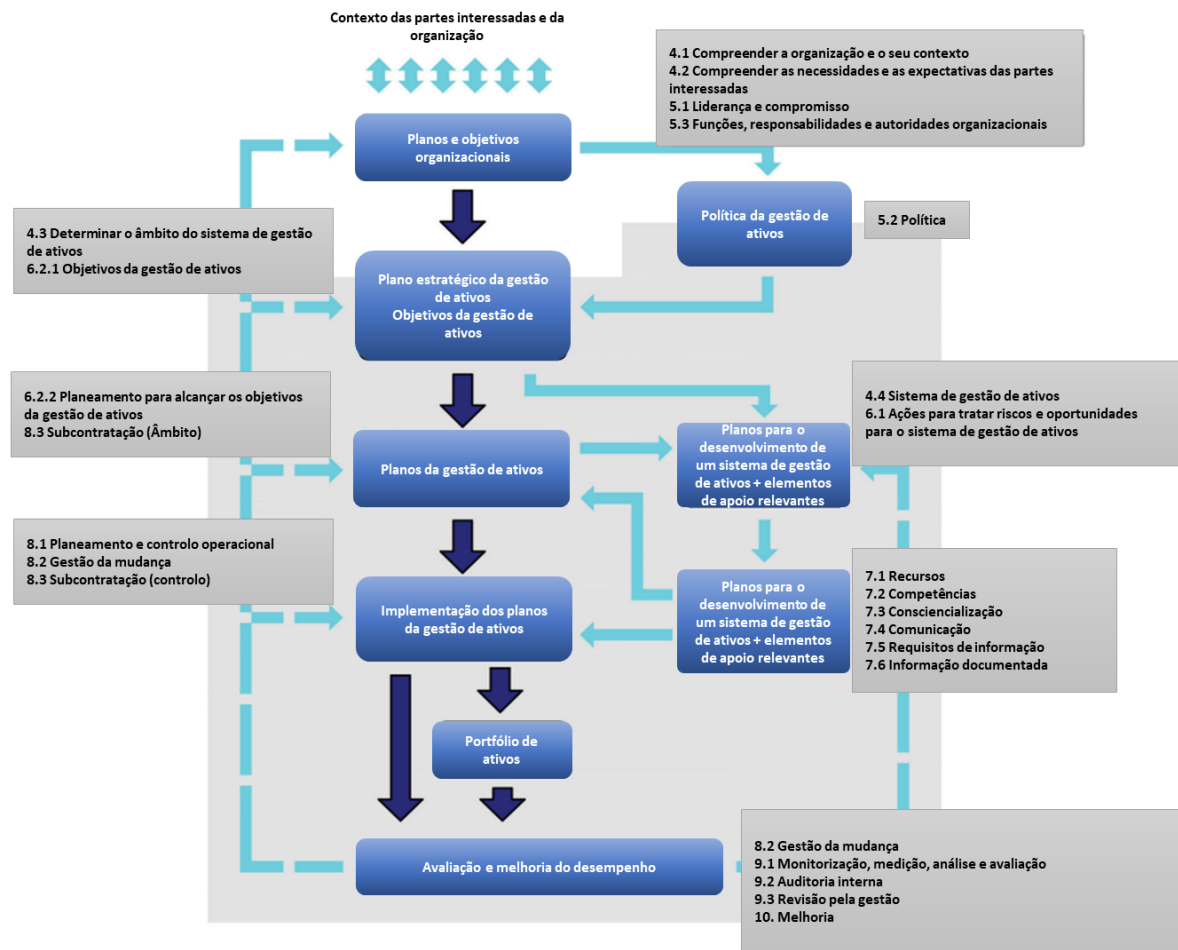 Contexto das partes interessadas e da
organização
4.1 Compreender a organização e o seu contexto
4.2 Compreender as necessidades e as expectativas das partes
interessadas
5.1 Liderança e compromisso
5.3 Funções, responsabilidades e autoridades organizacionais
Planos e objetivos
organizacionais
Política da gestão de
ativos
5.2 Política
4.3 Determinar o âmbito do sistema de gestão
de ativos
6.2.1 Objetivos da gestão de ativos
Plano estratégico da gestão
de ativos
Objetivos da gestão de
ativos
6.2.2 Planeamento para alcançar os objetivos
da gestão de ativos
8.3 Subcontratação (Âmbito)
Planos da gestão de ativos
Planos para o
desenvolvimento de
um sistema de gestão
de ativos + elementos
de apoio relevantes
4.4 Sistema de gestão de ativos
6.1 Ações para tratar riscos e oportunidades
para o sistema de gestão de ativos
8.1 Planeamento e controlo operacional
8.2 Gestão da mudança
8.3 Subcontratação (controlo)
Implementação dos planos
da gestão de ativos
Planos para o
desenvolvimento de
um sistema de gestão
de ativos + elementos
de apoio relevantes
7.1 Recursos
7.2 Competências
7.3 Consciencialização
7.4 Comunicação
7.5 Requisitos de informação
7.6 Informação documentada
Portfólio de
ativos
Avaliação e melhoria do desempenho
8.2 Gestão da mudança
9.1 Monitorização, medição, análise e avaliação
9.2 Auditoria interna
9.3 Revisão pela gestão
10. Melhoria